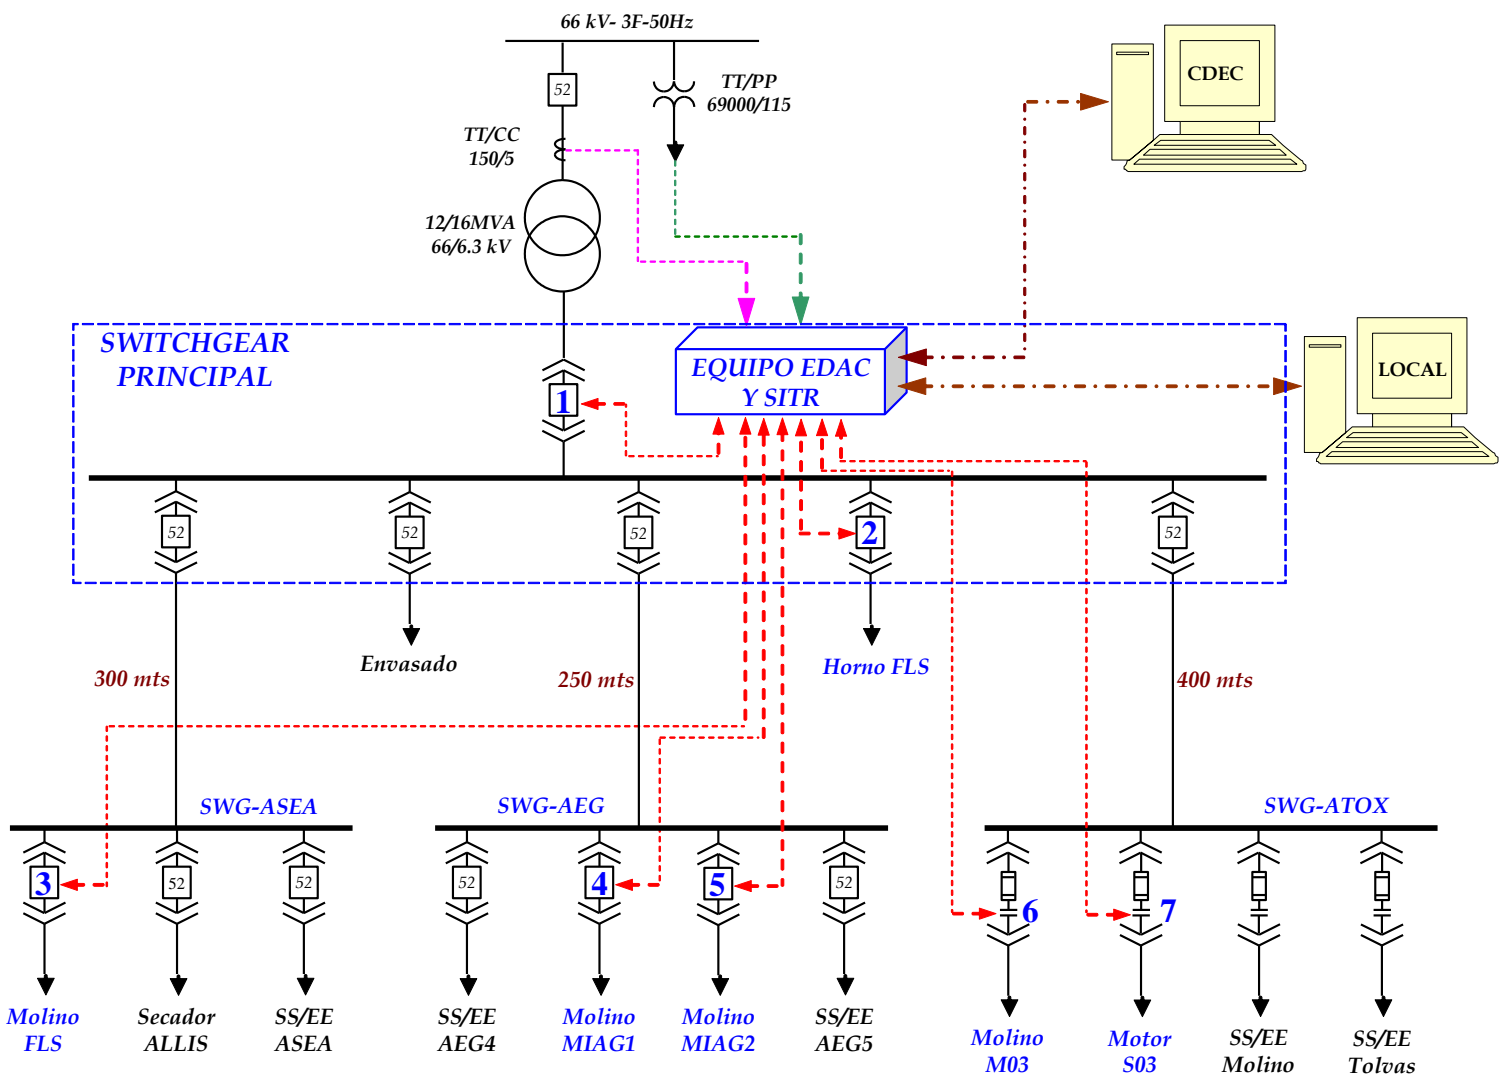 66 kV- 3F-50Hz
52
TT/PP
69000/115
CDEC
TT/CC
150/5
12/16MVA
66/6.3 kV
SWITCHGEAR
PRINCIPAL
EQUIPO EDAC
Y SITR
LOCAL
1
52
52
52
2
52
Envasado
Horno FLS
300 mts
250 mts
400 mts
SWG-ASEA
SWG-AEG
SWG-ATOX
3
52
52
52
4
5
52
6
7
Molino
FLS
Secador
ALLIS
SS/EE
ASEA
SS/EE
AEG4
Molino
MIAG1
Molino
MIAG2
SS/EE
AEG5
Molino
M03
Motor
S03
SS/EE
Molino
SS/EE
Tolvas